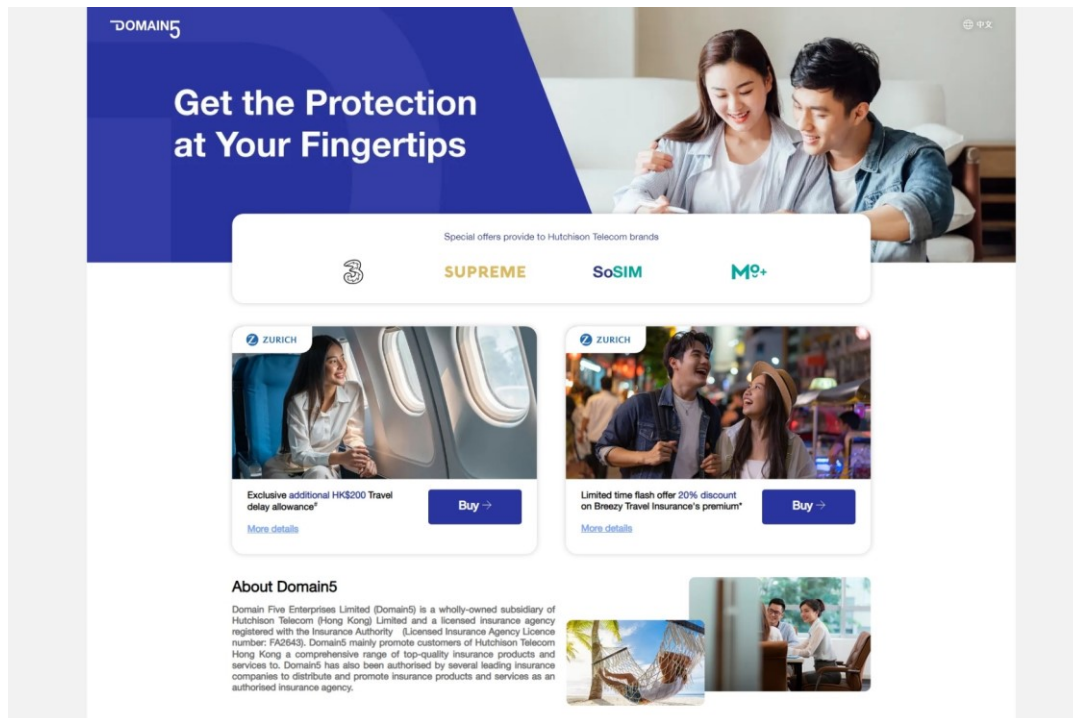 DOMAIN5
中文
Get the Protection
at Your Fingertips
Special offers provide to Hutchison Telecom brands
3
SUPREME
SoSIM
Mo+
ZURICH
ZURICH
Exclusive additional HK$200 Travel
delay allowance#
Buy →
More details
Limited time flash offer 20% discount
on Breezy Travel Insurance's premium*
Buy →
More details
About Domain5
Domain Five Enterprises Limited (Domain5) is a wholly-owned subsidiary of
Hutchison Telecom (Hong Kong) Limited and a licensed insurance agency
registered with the Insurance Authority (Licensed Insurance Agency Licence
number: FA2643). Domain5 mainly promote customers of Hutchison Telecom
Hong Kong a comprehensive range of top-quality insurance products and
services to. Domain5 has also been authorised by several leading insurance
companies to distribute and promote insurance products and services as an
authorised insurance agency.